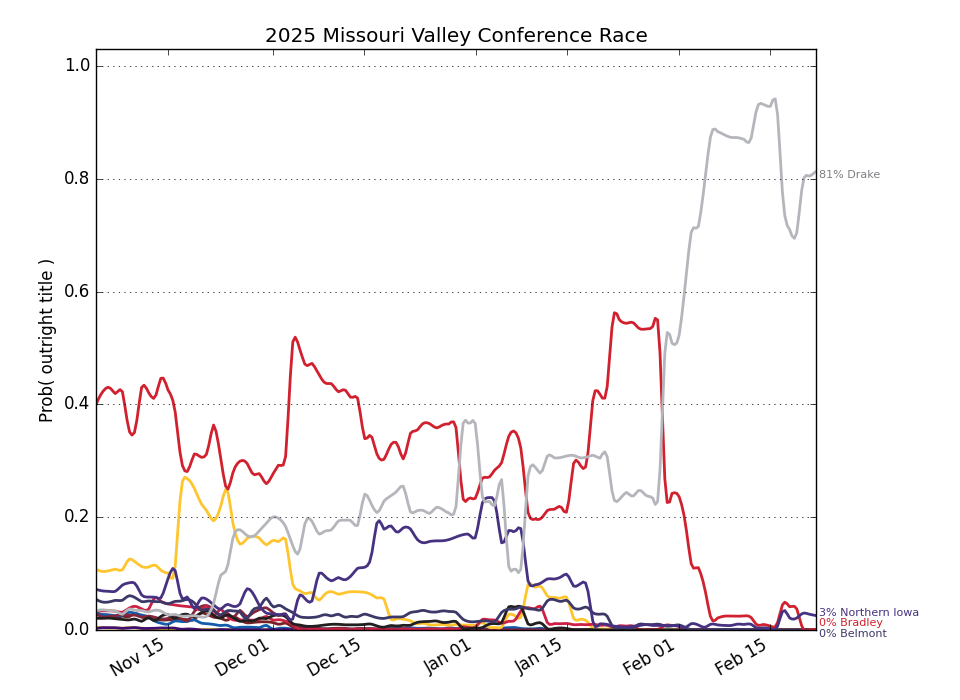 2025 Missouri Valley Conference Race
Prob( outright title )
1.0
0.8
0.6
0.4
0.2
0.0
81% Drake
3% Northern Iowa
0% Bradley
0% Belmont
Nov 15
Dec 01
Dec 15
Jan 01
Jan 15
Feb 01
Feb 15